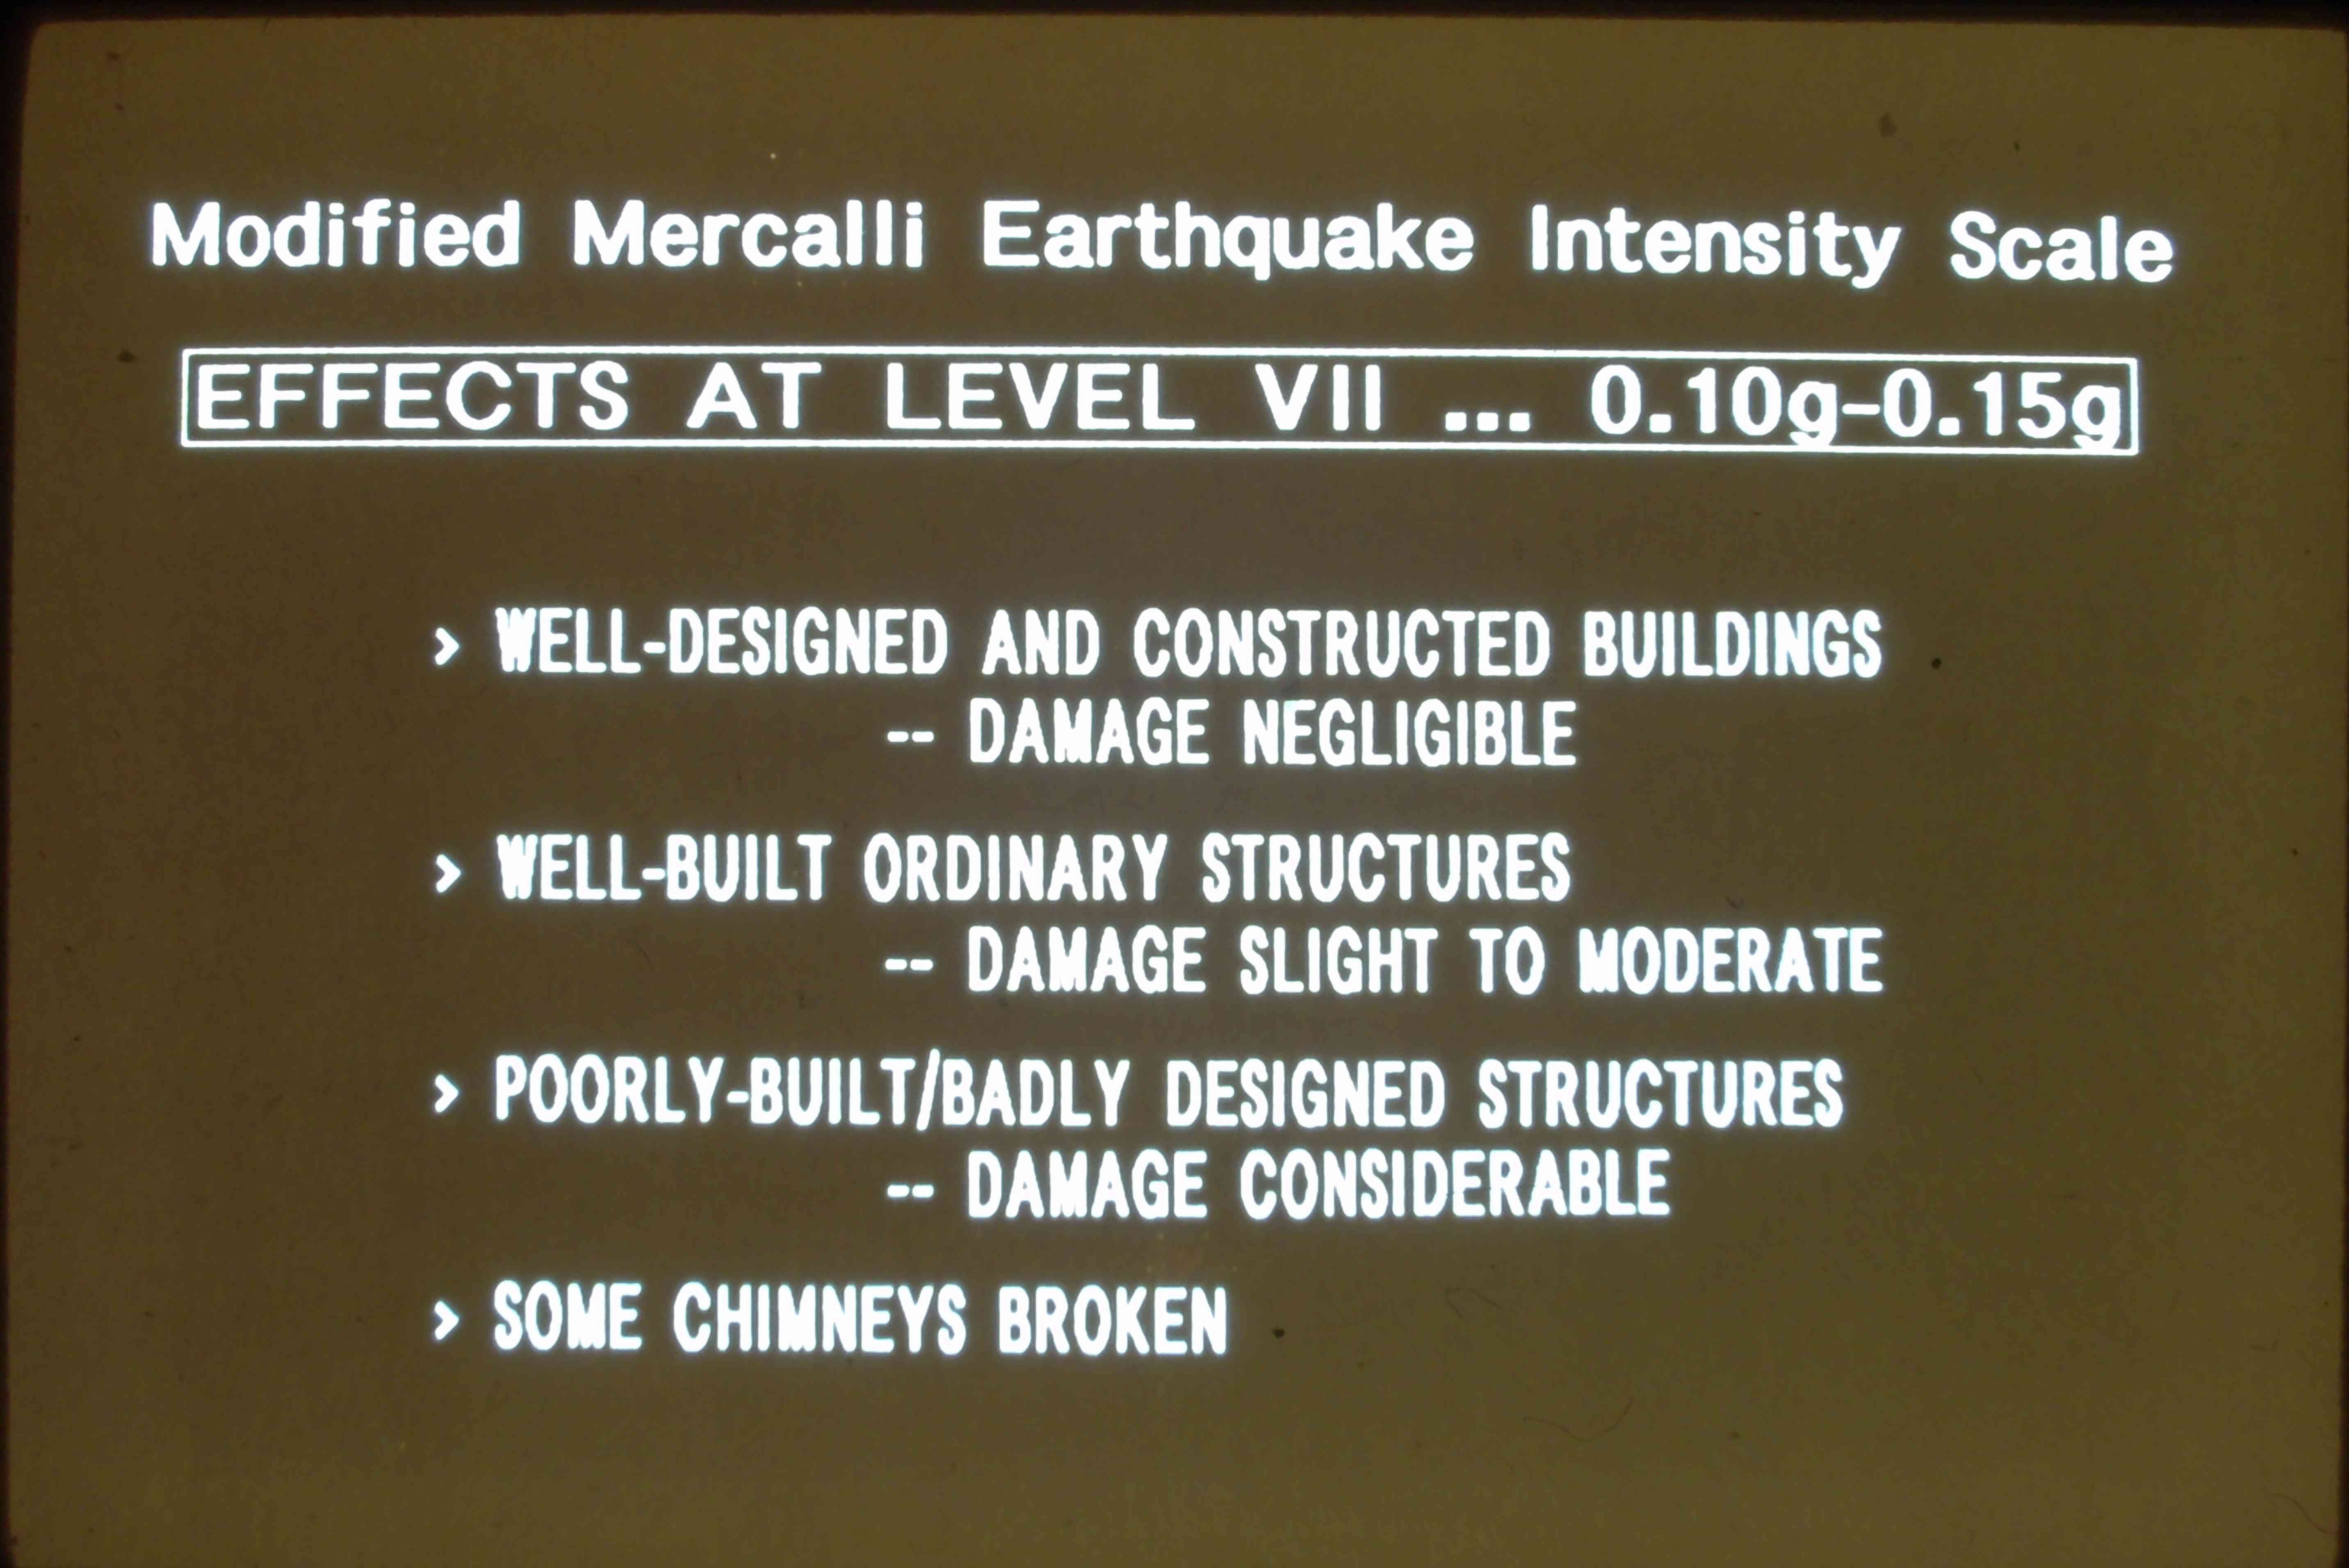 Modified Mercalli Earthquake Intensity Scale
EFFECTS AT LEVEL VII ... 0.10g-0.15g
> WELL-DESIGNED AND CONSTRUCTED BUILDINGS
-- DAMAGE NEGLIGIBLE
> WELL-BUILT ORDINARY STRUCTURES
-- DAMAGE SLIGHT TO MODERATE
> POORLY-BUILT/BADLY DESIGNED STRUCTURES
-- DAMAGE CONSIDERABLE
> SOME CHIMNEYS BROKEN